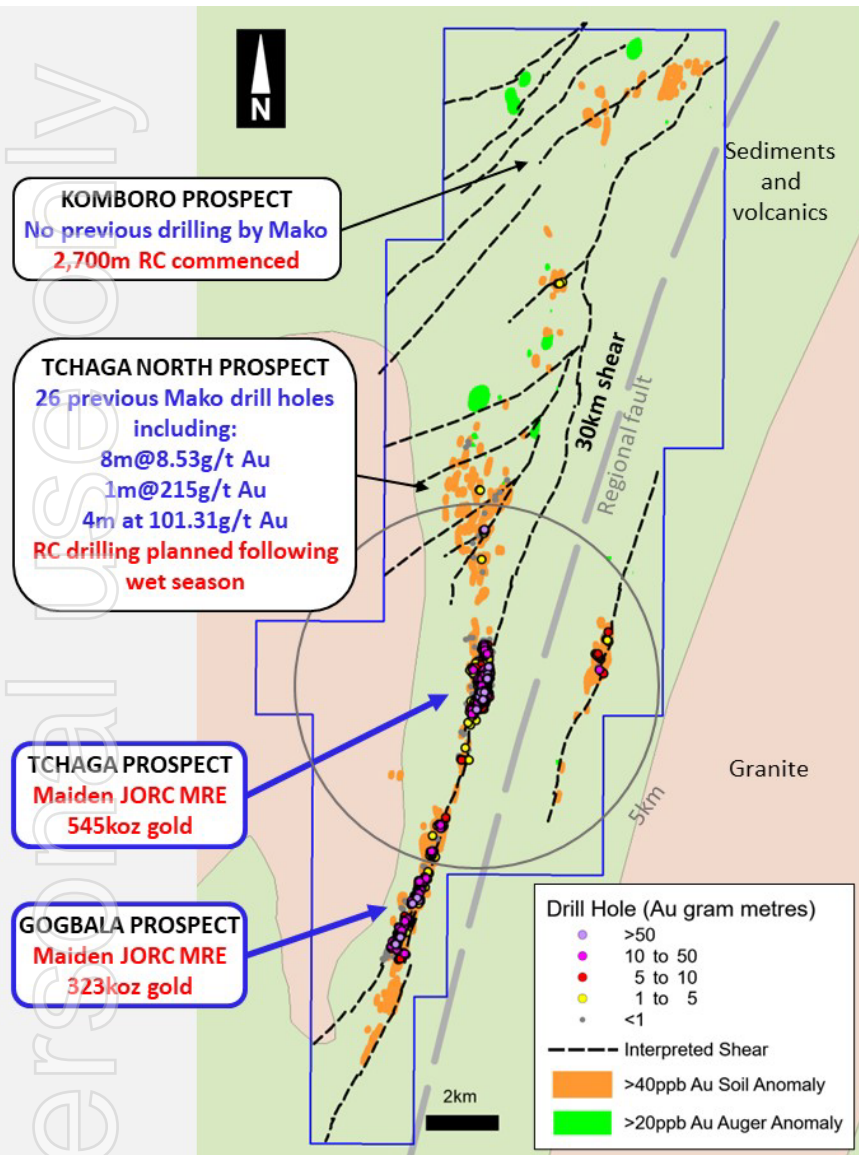 ersonal use only
N
KOMBORO PROSPECT
No previous drilling by Mako
2,700m RC commenced
Sediments
and
volcanics
TCHAGA NORTH PROSPECT
26 previous Mako drill holes
including:
8m@8.53g/t Au
1m@215g/t Au
4m at 101.31g/t Au
RC drilling planned following
wet season
30km shear
Regional fault
TCHAGA PROSPECT
Maiden JORC MRE
545koz gold
Granite
5km
GOGBALA PROSPECT
Maiden JORC MRE
323koz gold
2km
Drill Hole (Au gram metres)
>50
10 to 50
5 to 10
1 to 5
<1
Interpreted Shear
>40ppb Au Soil Anomaly
>20ppb Au Auger Anomaly